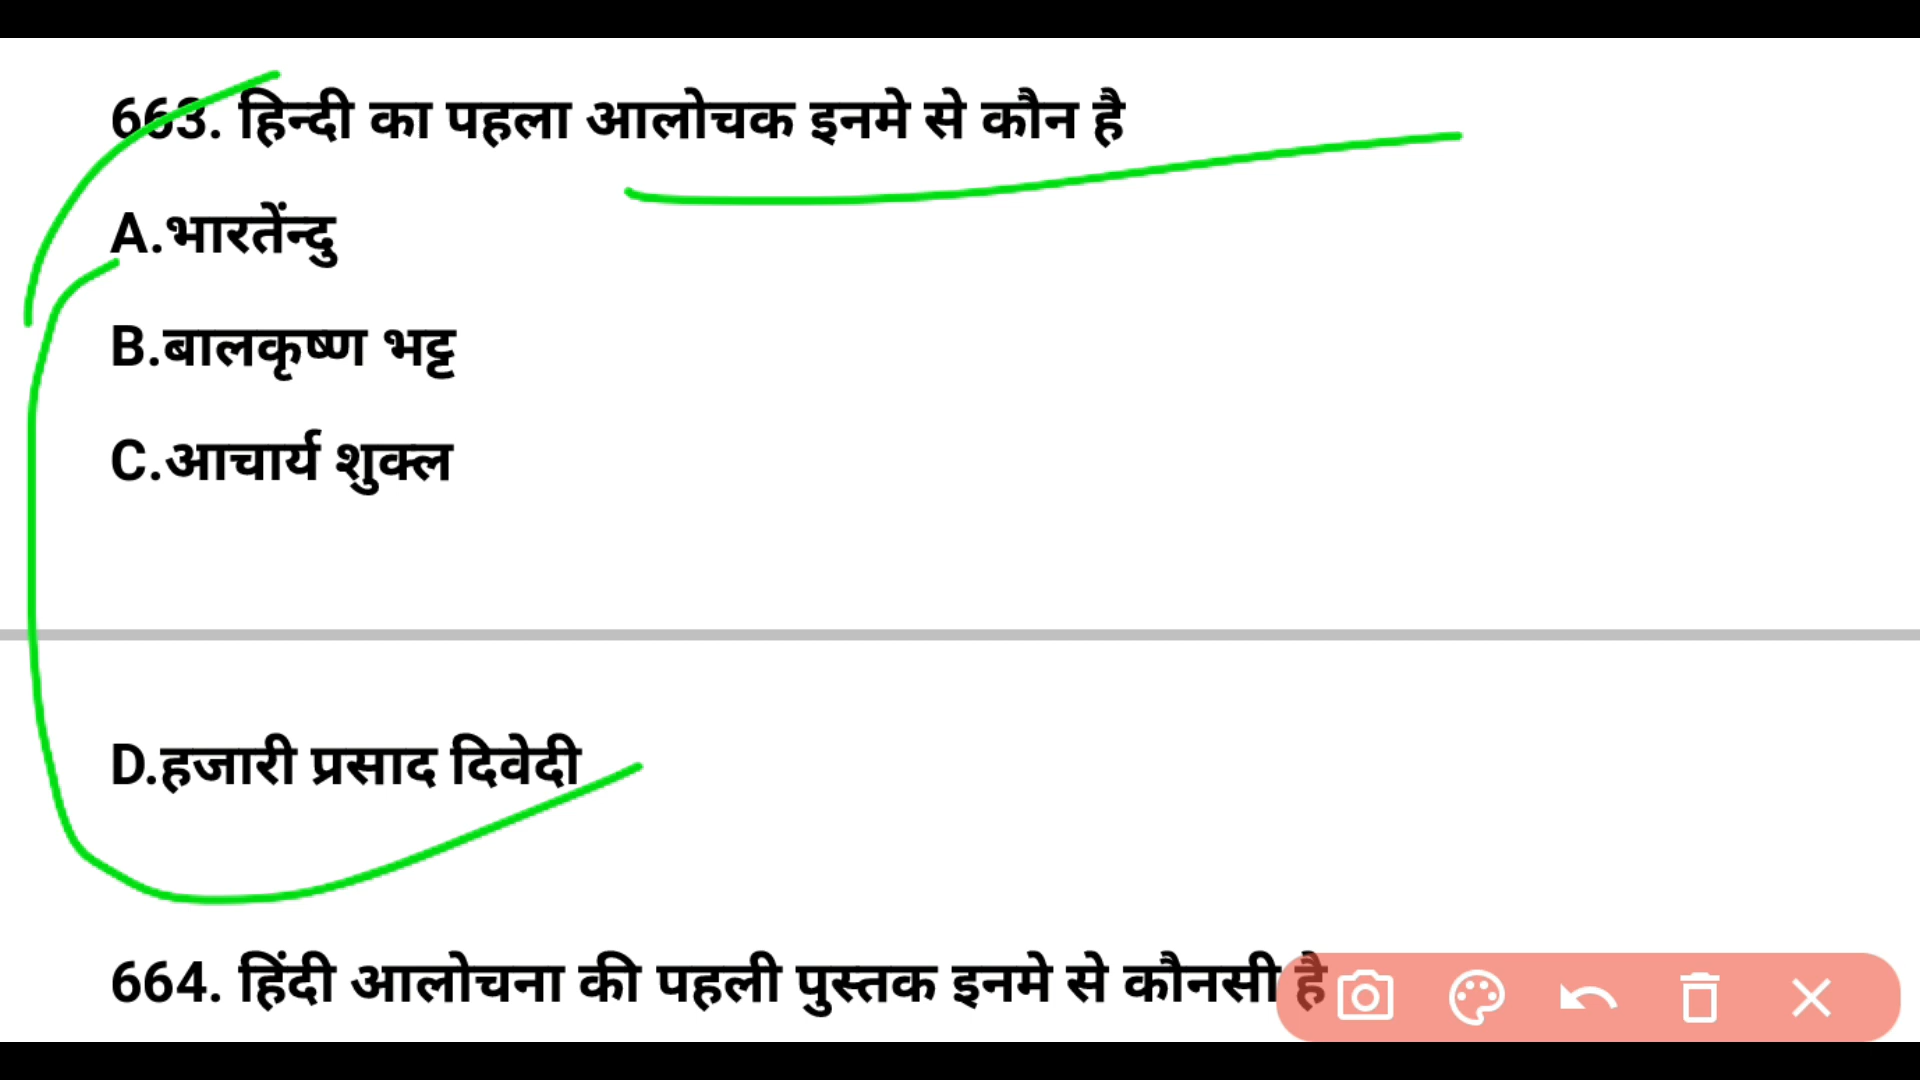 663. हिन्दी का पहला आलोचक इनमे से कौन है
A.भारतेंन्दु
B.बालकृष्ण भट्ट
C.आचार्य शुक्ल
D.हजारी प्रसाद दिवेदी
664. हिंदी आलोचना की पहली पुस्तक इनमे से कौनसी है